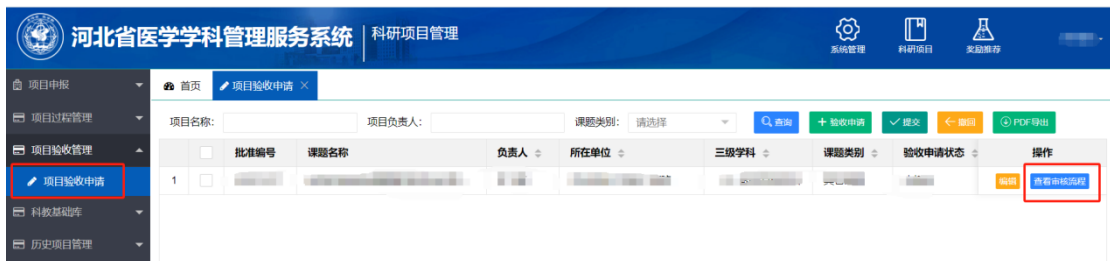 河北省医学学科管理服务系统 科研项目管理
系统管理 科研项目 奖励推荐
项目申报
项目过程管理
项目验收管理
项目验收申请
科教基础库
历史项目管理
首页 项目验收申请
项目名称: 项目负责人: 课题类别: 请选择 查询 验收申请 提交 撤回 PDF导出
批准编号 课题名称 负责人 所在单位 三级学科 课题类别 验收申请状态 操作
1 编辑 查看审核流程